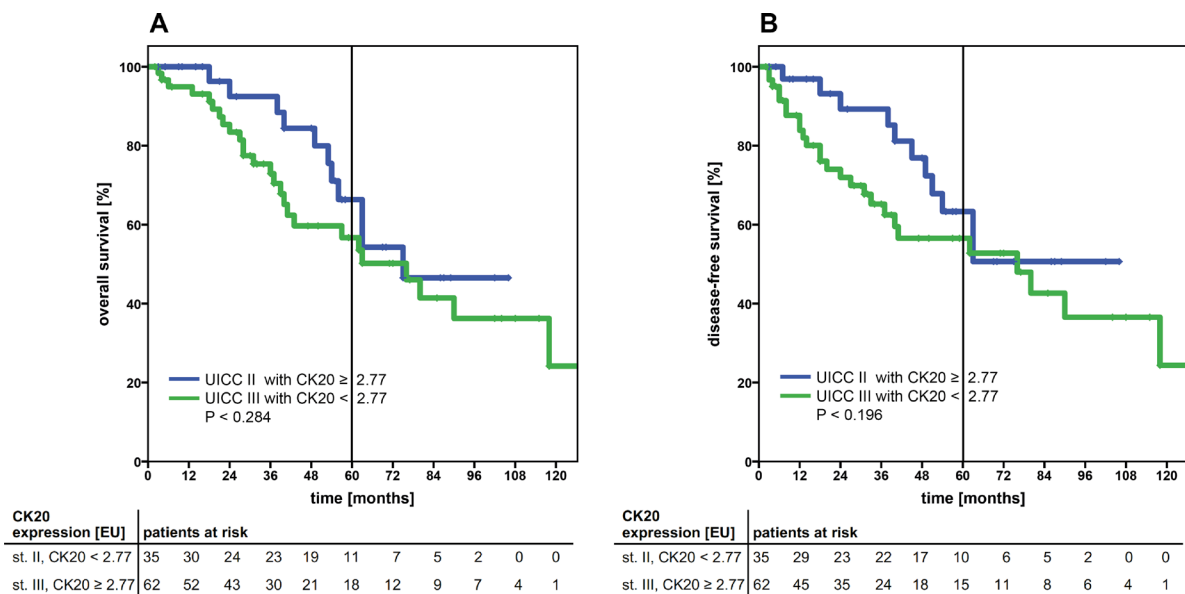 A
100
80
60
40
20
0
overall survival [%]
UICC II with CK20 ≥ 2.77
UICC III with CK20 < 2.77
P < 0.284
0 12 24 36 48 60 72 84 96 108 120
time [months]
CK20
expression [EU] patients at risk
st. II, CK20 < 2.77 35 30 24 23 19 11 7 5 2 0 0
st. III, CK20 ≥ 2.77 62 52 43 30 21 18 12 9 7 4 1
B
100
80
60
40
20
0
disease-free survival [%]
UICC II with CK20 ≥ 2.77
UICC III with CK20 < 2.77
P < 0.196
0 12 24 36 48 60 72 84 96 108 120
time [months]
CK20
expression [EU] patients at risk
st. II, CK20 < 2.77 35 29 23 22 17 10 6 5 2 0 0
st. III, CK20 ≥ 2.77 62 45 35 24 18 15 11 8 6 4 1